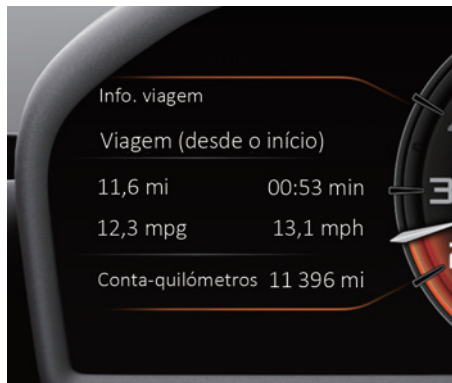 Info. viagem
Viagem (desde o início)
11,6 mi 00:53 min
12,3 mpg 13,1 mph
Conta-quilómetros 11 396 mi
3